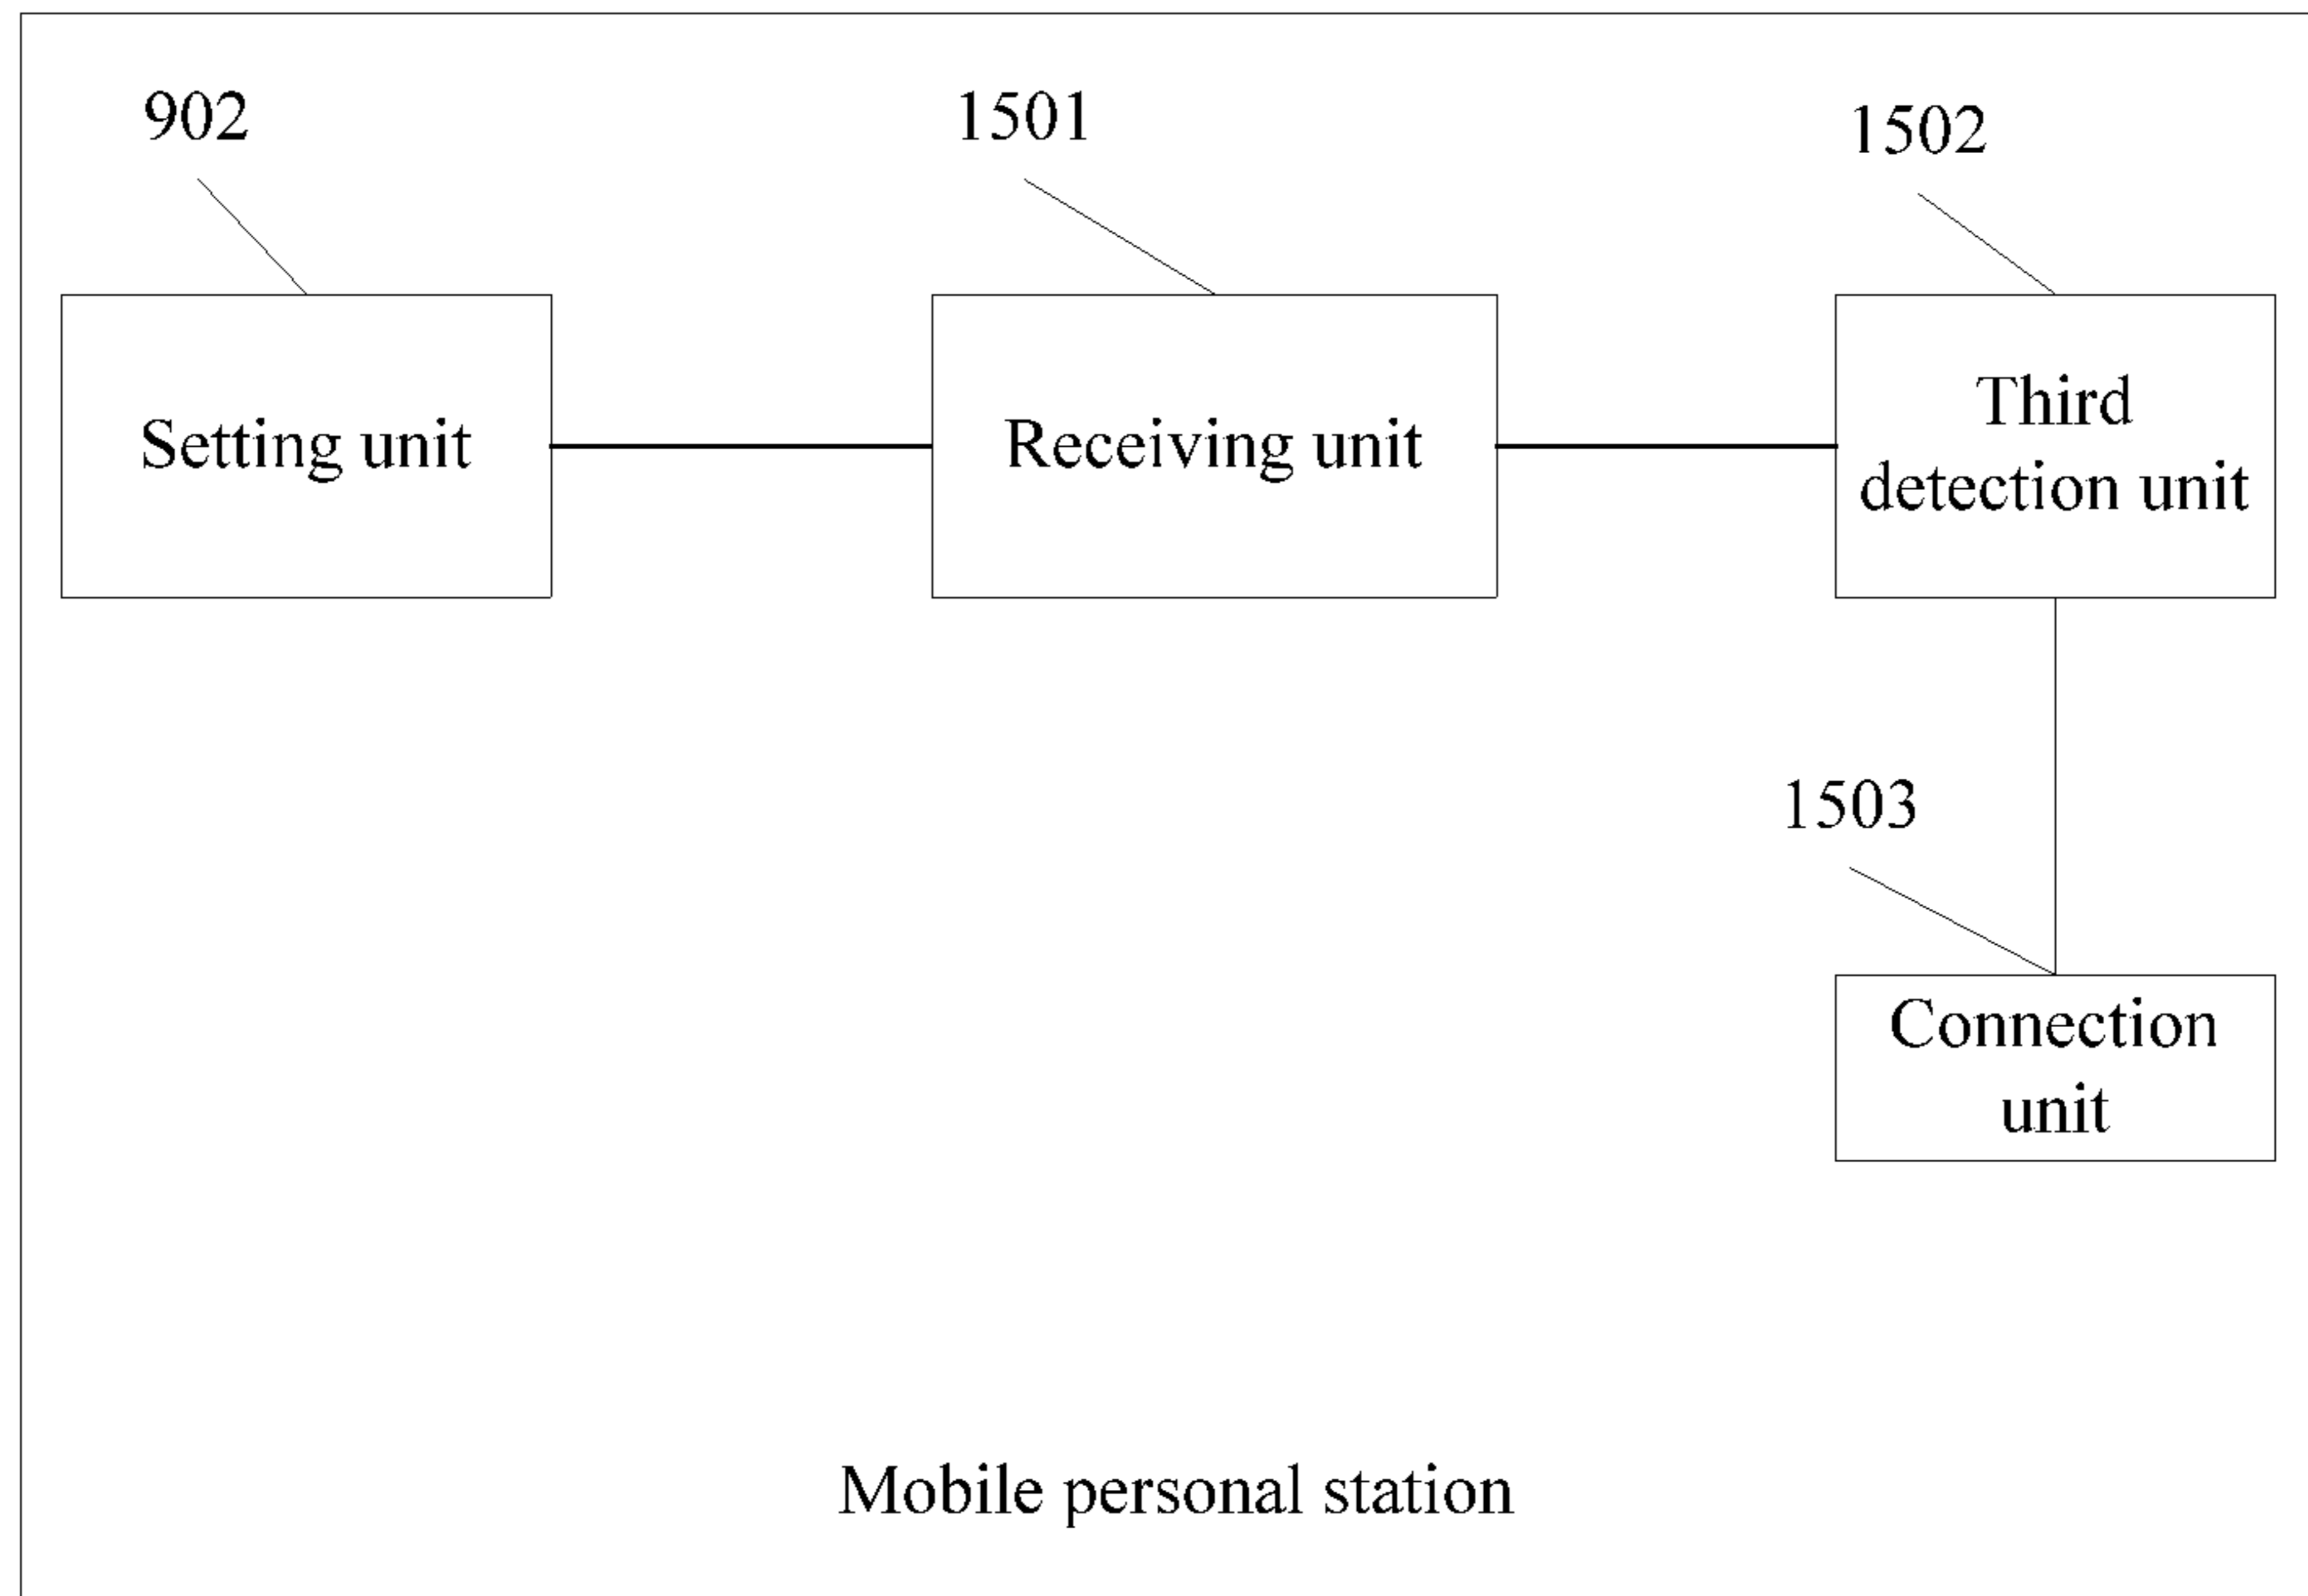 902
1501
1502
Setting unit
Receiving unit
Third
detection unit
1503
Connection
unit
Mobile personal station